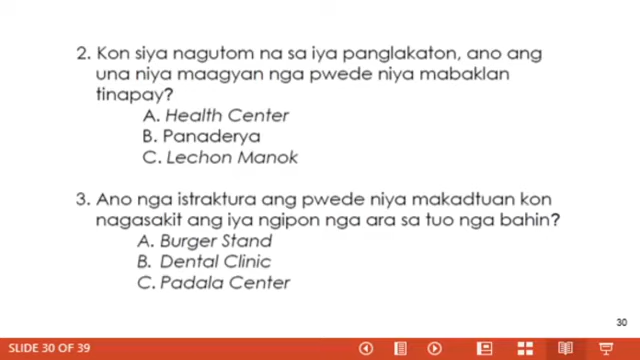 2. Kon siya nagutom na sa iya panglakaton, ano ang
una niya maagyan nga pwede niya mabaklan
tinapay?
A. Health Center
B. Panaderya
C. Lechon Manok
3. Ano nga istraktura ang pwede niya makadtuan kon
nagasakit ang iya ngipon nga ara sa tuo nga bahin?
A. Burger Stand
B. Dental Clinic
C. Padala Center
30
SLIDE 30 OF 39